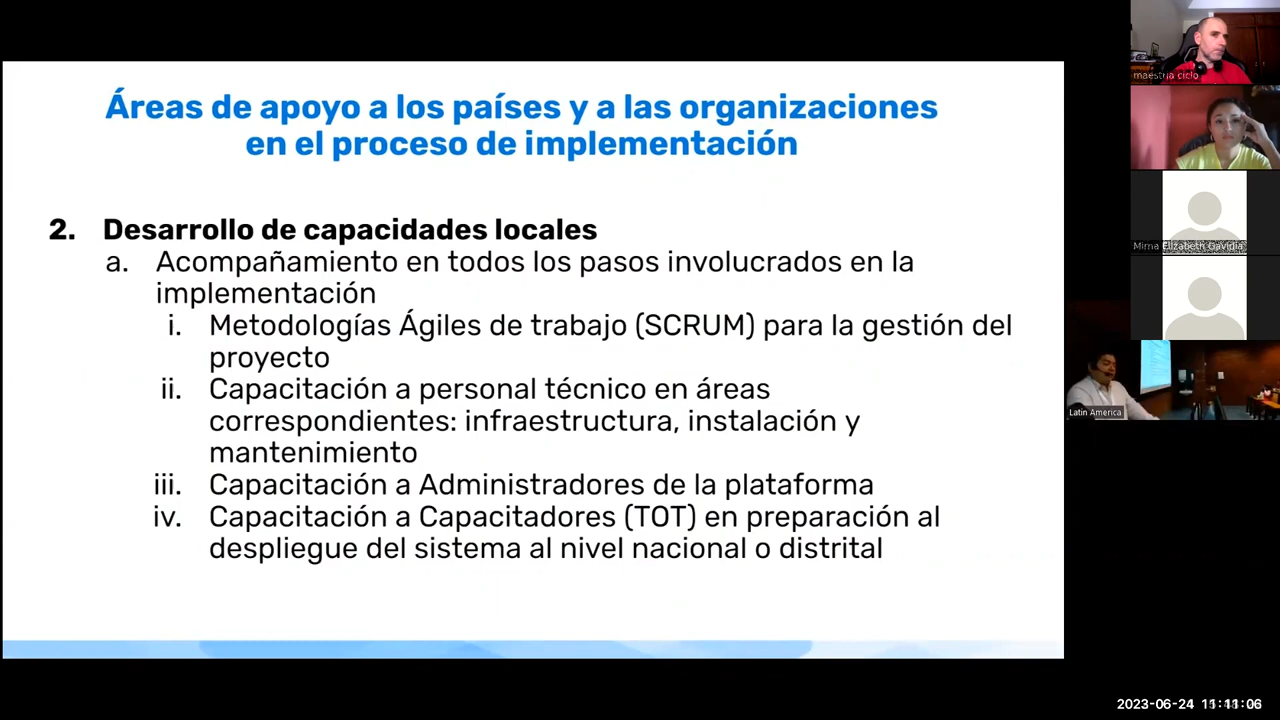 Áreas de apoyo a los países y a las organizaciones
en el proceso de implementación
2. Desarrollo de capacidades locales
a. Acompañamiento en todos los pasos involucrados en la
implementación
i. Metodologías Ágiles de trabajo (SCRUM) para la gestión del
proyecto
ii. Capacitación a personal técnico en áreas
correspondientes: infraestructura, instalación y
mantenimiento
iii. Capacitación a Administradores de la plataforma
iv. Capacitación a Capacitadores (TOT) en preparación al
despliegue del sistema al nivel nacional o distrital
maestria ciclo
Mirna Elizabeth Gavidia
Latin America
2023-06-24 11:11:06